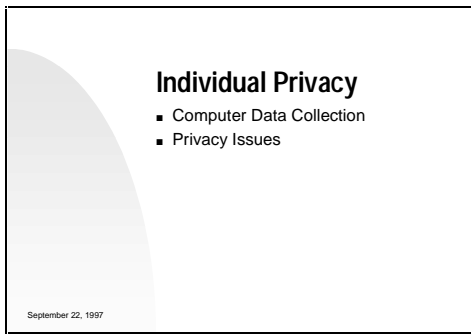 Individual Privacy
■ Computer Data Collection
■ Privacy Issues
September 22, 1997